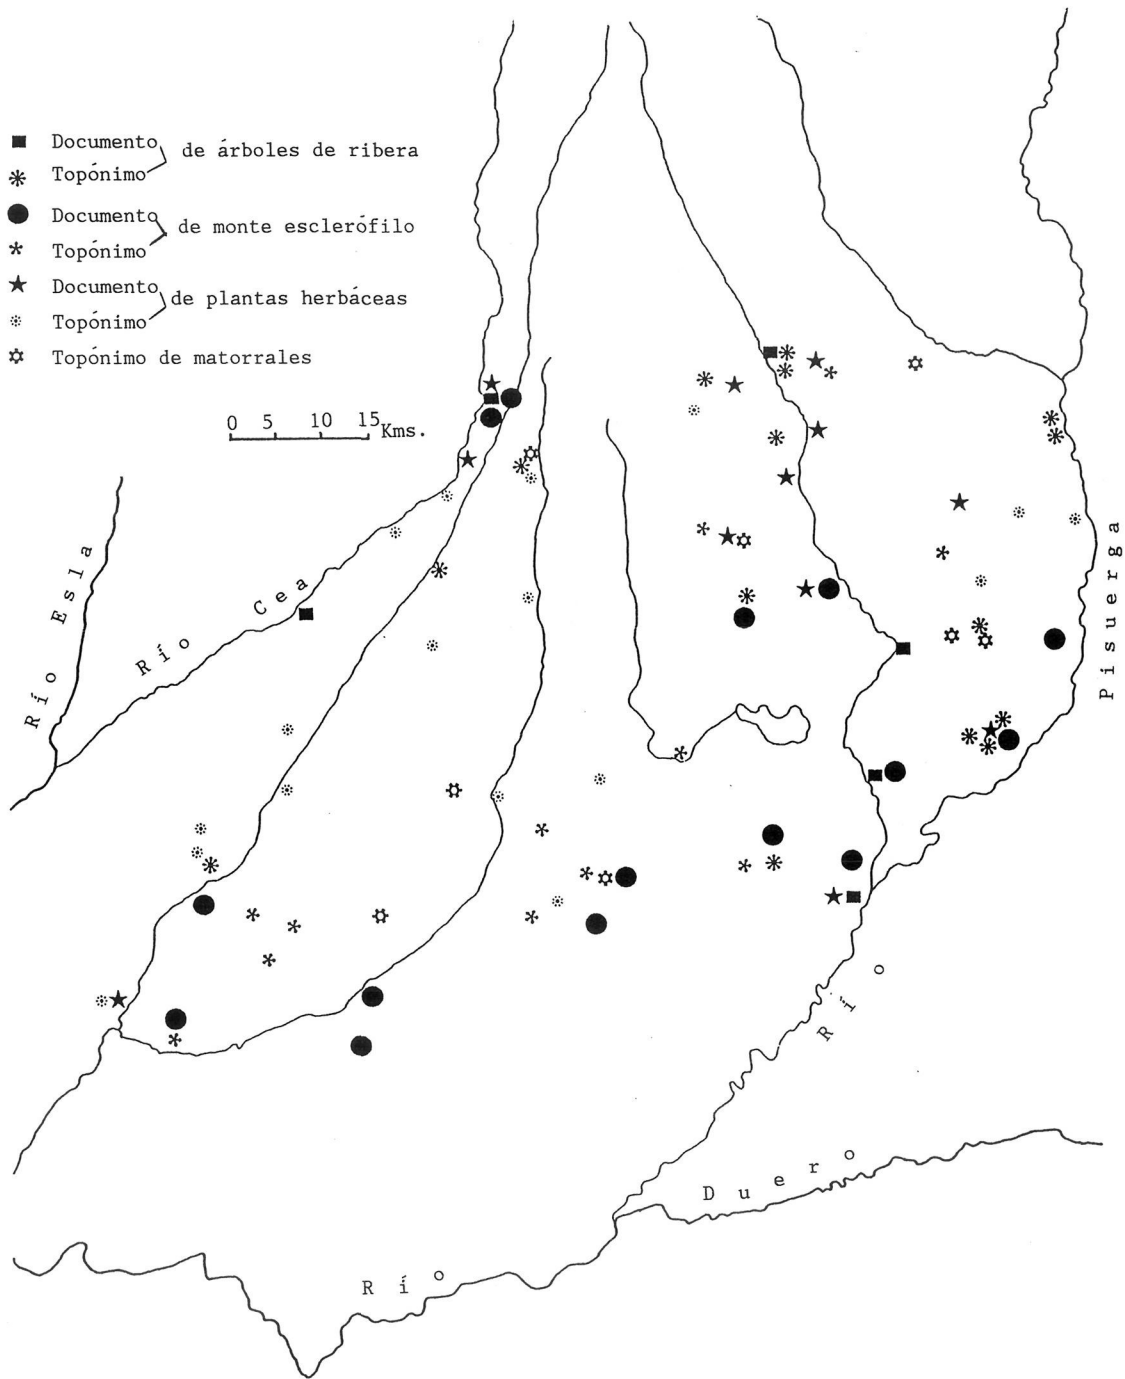 Documento
de árboles de ribera
Topónimo
Documento
de monte esclerófilo
Topónimo
Documento
de plantas herbáceas
Topónimo
Topónimo de matorrales
0 5 10 15 Kms.
Río Esla
Río Cea
Pisuerga
Río
Duero
Río